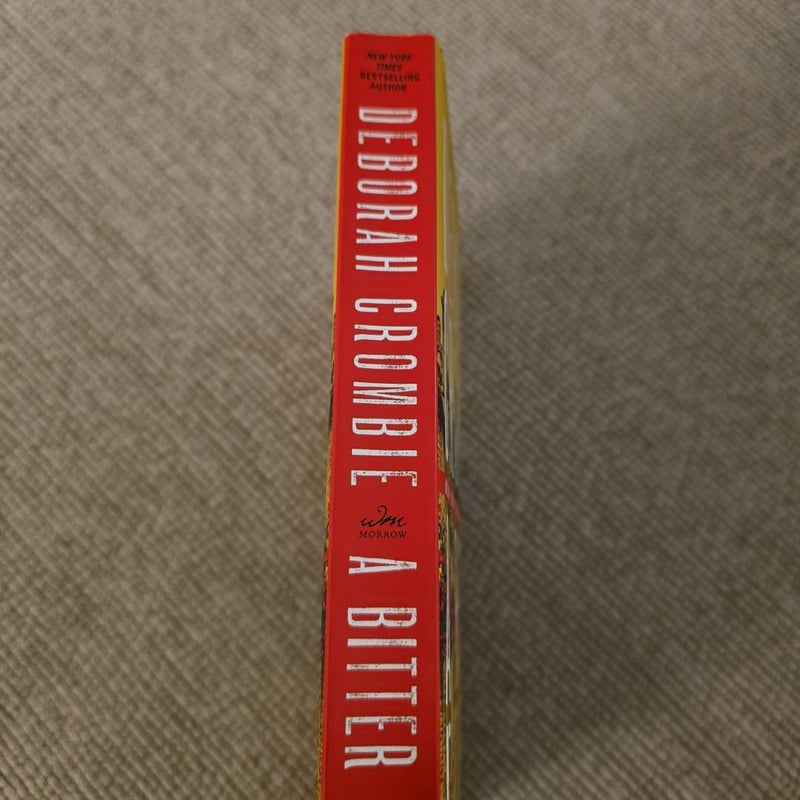 NEW YORK
TIMES
BESTSELLING
AUTHOR
DEBORAH CROMBIE
Wm
MORROW
A BITTER